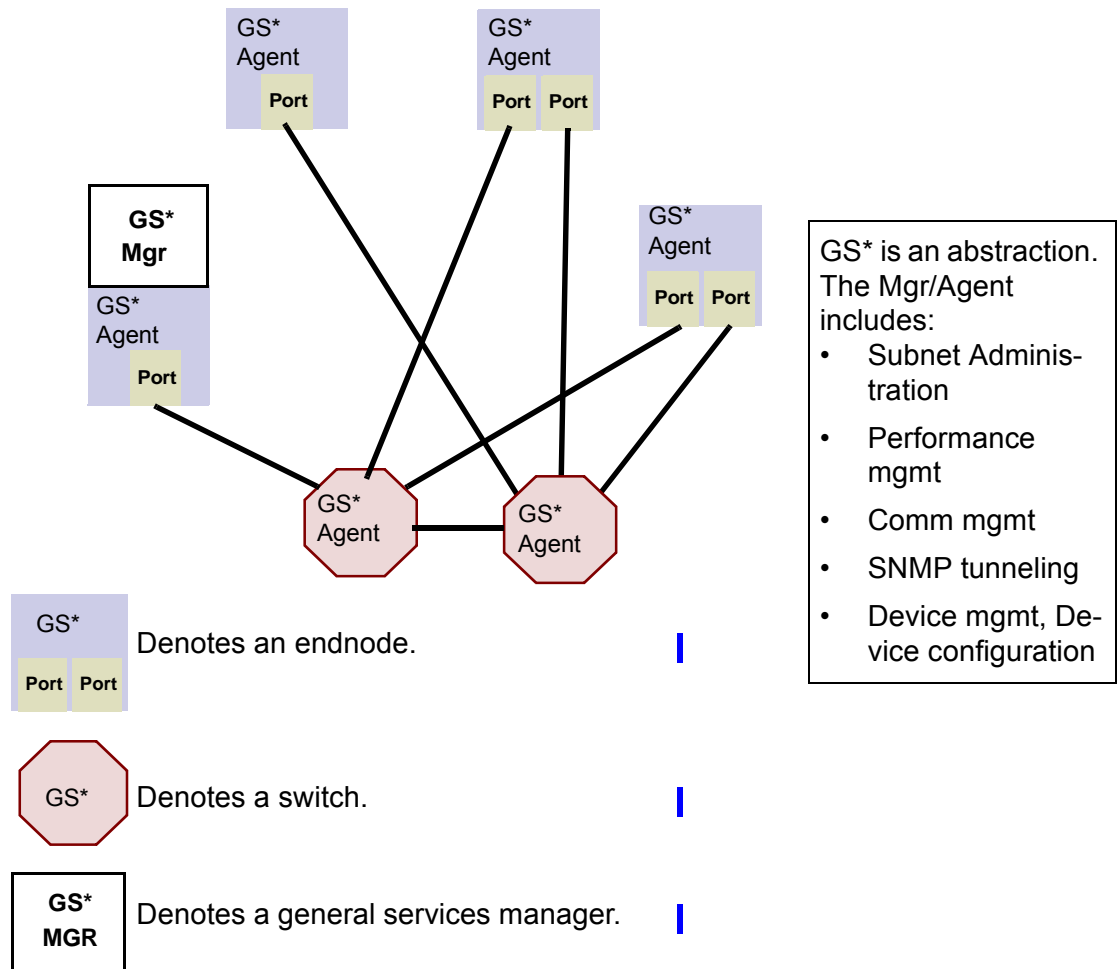 GS*
Agent
Port
GS*
Agent
Port Port
GS*
Mgr
GS*
Agent
Port
GS*
Agent
Port Port
GS*
Agent
GS*
Agent
GS* is an abstraction.
The Mgr/Agent
includes:
• Subnet Adminis-
tration
• Performance
mgmt
• Comm mgmt
• SNMP tunneling
• Device mgmt, De-
vice configuration
GS*
Port Port
Denotes an endnode.
GS*
Denotes a switch.
GS*
MGR
Denotes a general services manager.